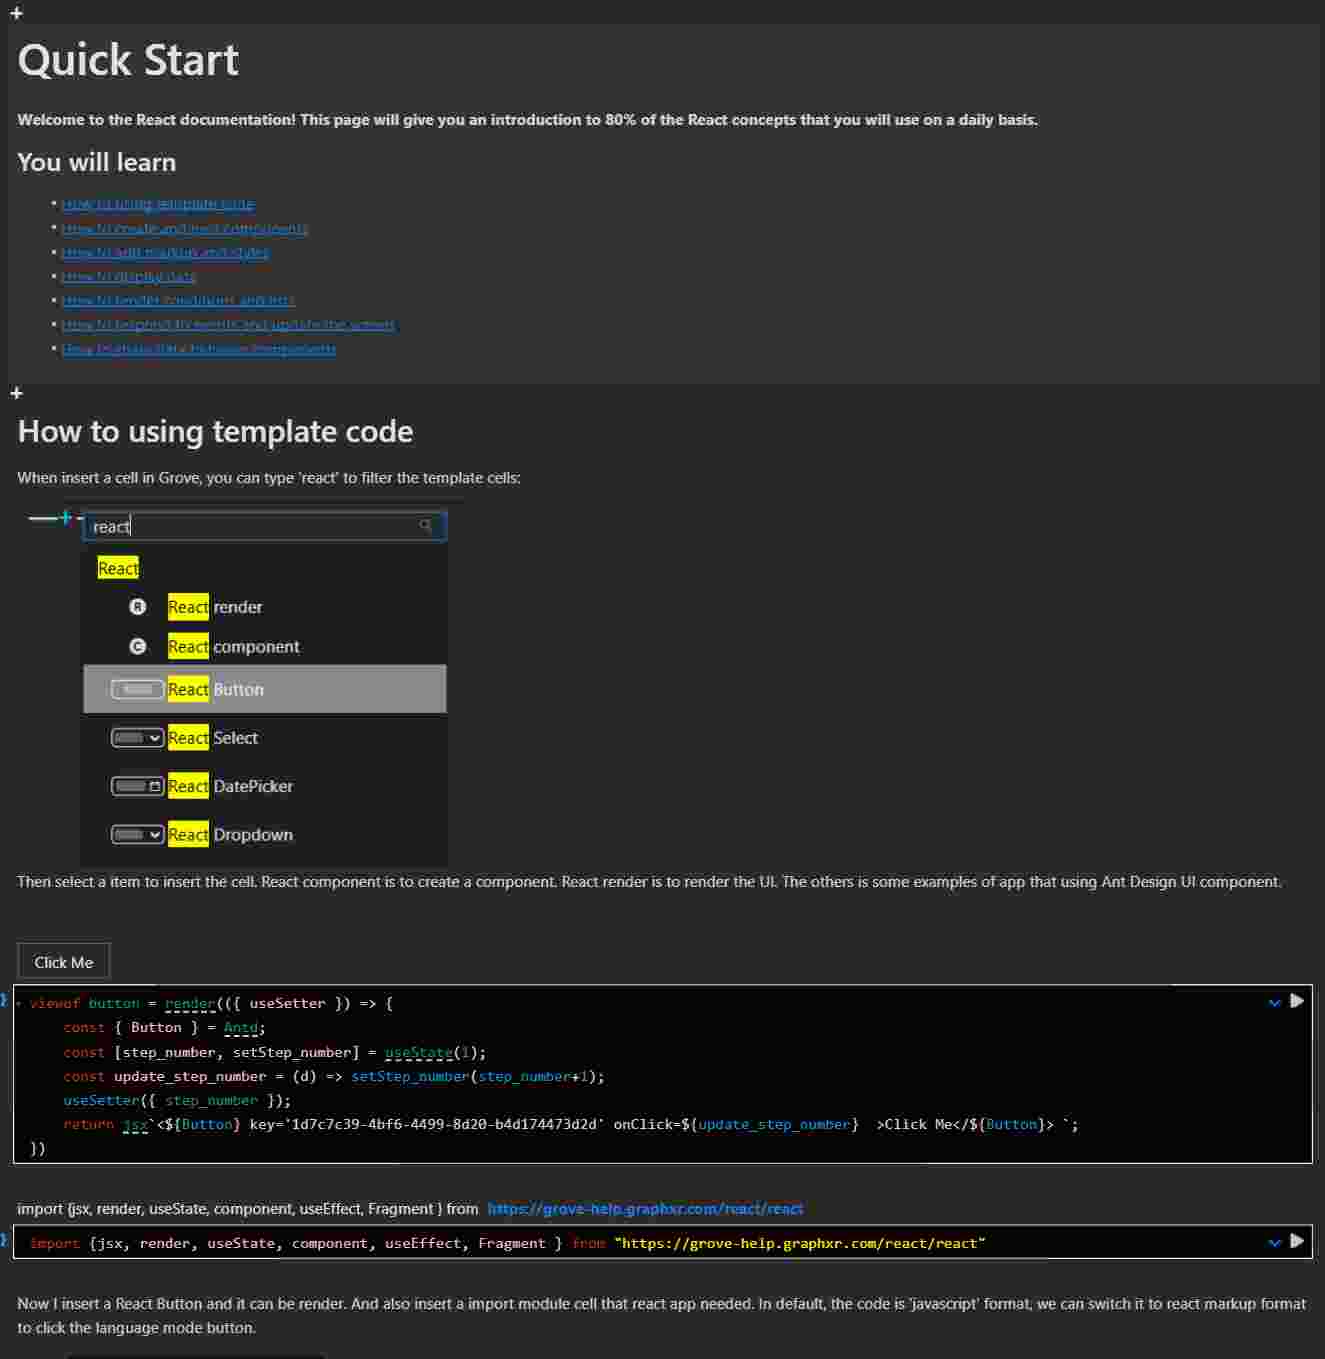 +
Quick Start
Welcome to the React documentation! This page will give you an introduction to 80% of the React concepts that you will use on a daily basis.
You will learn
• How to using template code
• How to create and nest components
• How to add markup and styles
• How to display data
• How to render conditions and lists
• How to respond to events and update the screen
• How to share data between components
+
How to using template code
When insert a cell in Grove, you can type 'react' to filter the template cells:
react
React
R React render
C React component
React Button
React Select
React DatePicker
React Dropdown
Then select a item to insert the cell. React component is to create a component. React render is to render the UI. The others is some examples of app that using Ant Design UI component.
Click Me
viewof button = render(({ useSetter }) => {
const { Button } = Antd;
const [step_number, setStep_number] = useState(1);
const update_step_number = (d) => setStep_number(step_number+1);
useSetter({ step_number });
return jsx`<${Button} key='1d7c7c39-4bf6-4499-8d20-b4d174473d2d' onClick=${update_step_number}  >Click Me</${Button}> `;
})
import {jsx, render, useState, component, useEffect, Fragment } from https://grove-help.graphxr.com/react/react
import {jsx, render, useState, component, useEffect, Fragment } from "https://grove-help.graphxr.com/react/react"
Now I insert a React Button and it can be render. And also insert a import module cell that react app needed. In default, the code is 'javascript' format, we can switch it to react markup format
to click the language mode button.